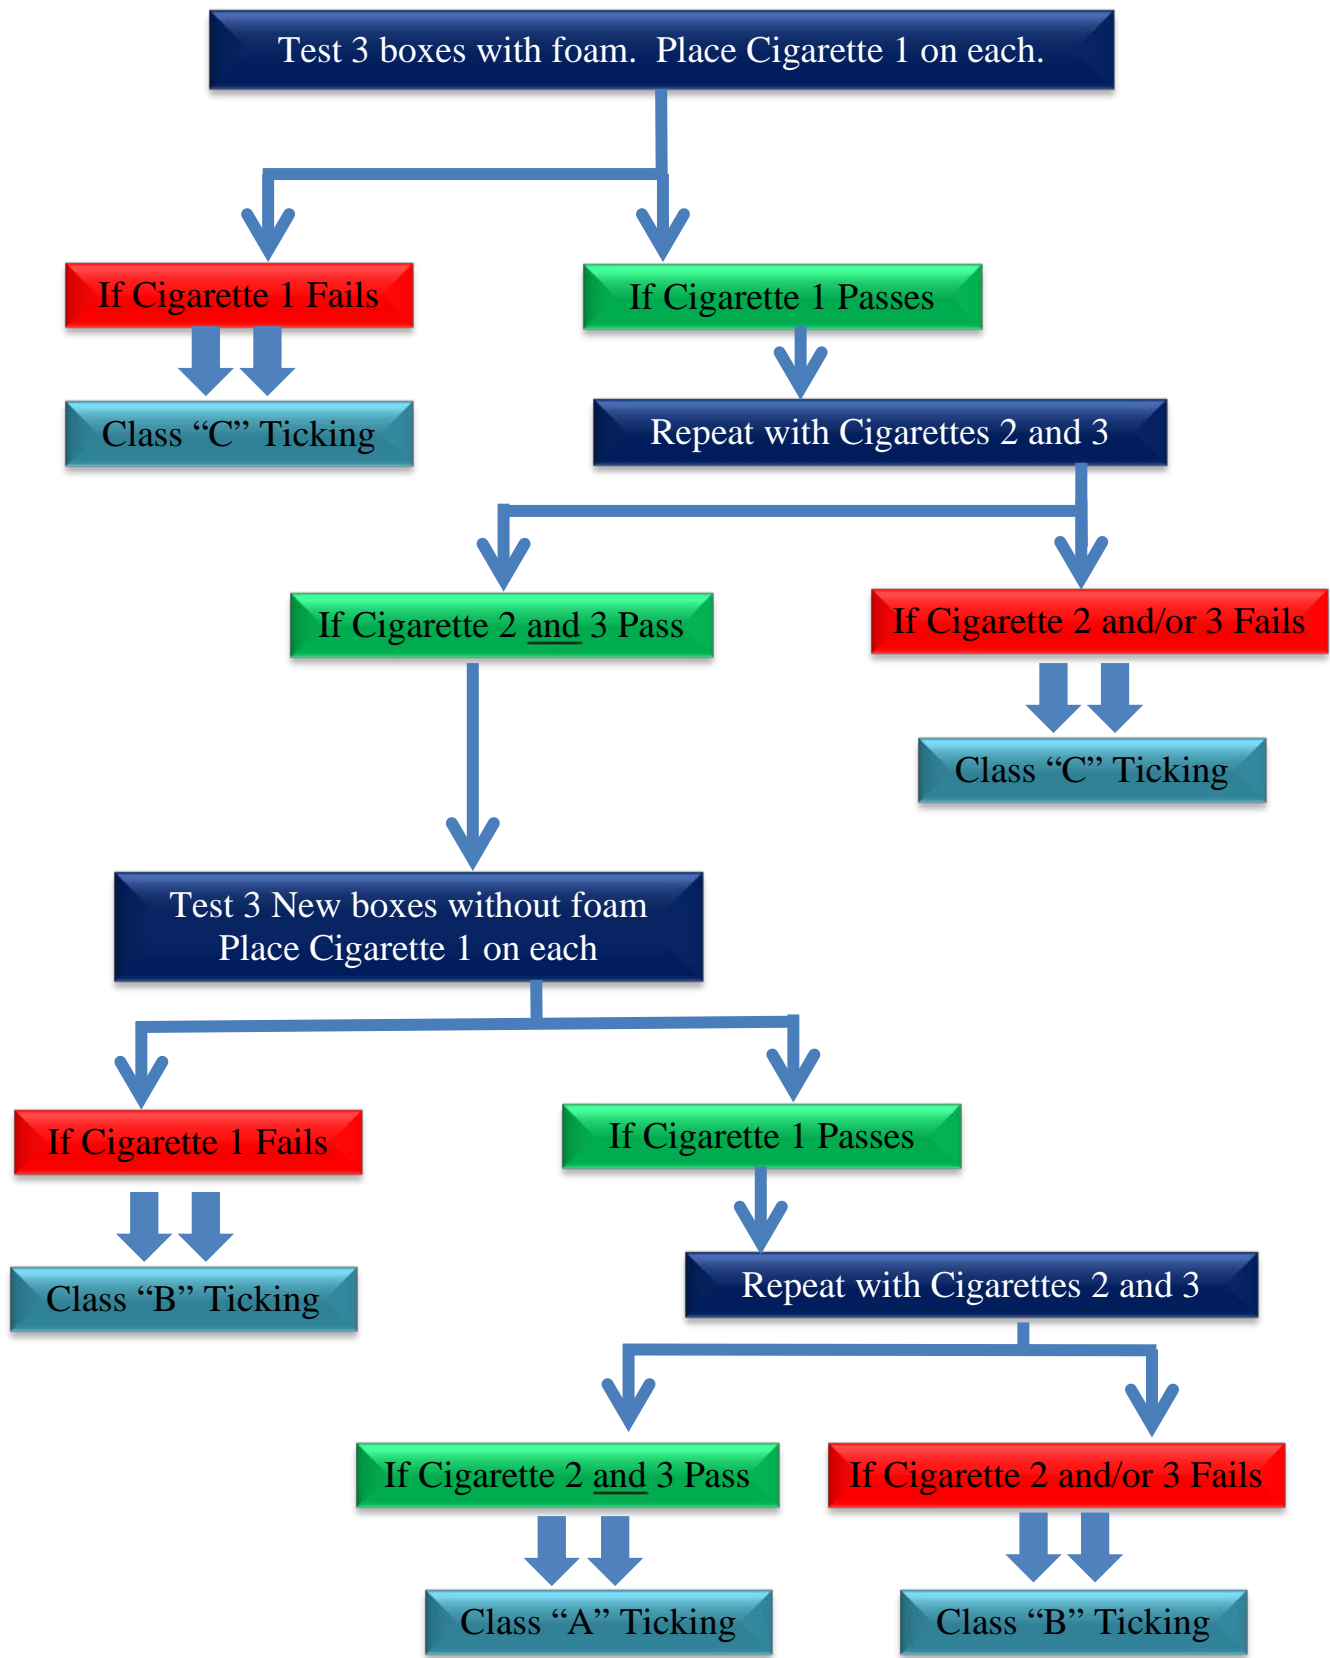 Test 3 boxes with foam.  Place Cigarette 1 on each.
If Cigarette 1 Fails
If Cigarette 1 Passes
Class “C” Ticking
Repeat with Cigarettes 2 and 3
If Cigarette 2 and 3 Pass
If Cigarette 2 and/or 3 Fails
Class “C” Ticking
Test 3 New boxes without foam
Place Cigarette 1 on each
If Cigarette 1 Fails
If Cigarette 1 Passes
Class “B” Ticking
Repeat with Cigarettes 2 and 3
If Cigarette 2 and 3 Pass
If Cigarette 2 and/or 3 Fails
Class “A” Ticking
Class “B” Ticking